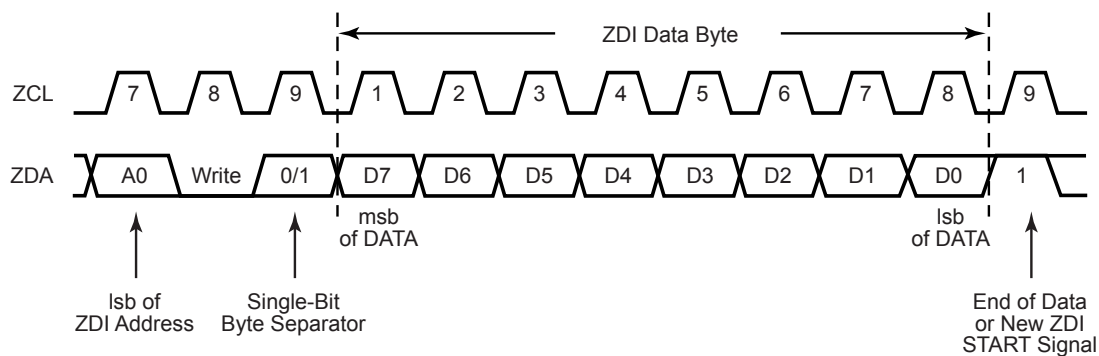 ZDI Data Byte
ZCL 7 8 9 1 2 3 4 5 6 7 8 9
ZDA A0 Write 0/1 D7 D6 D5 D4 D3 D2 D1 D0 1
msb
of DATA
lsb
of DATA
lsb of
ZDI Address
Single-Bit
Byte Separator
End of Data
or New ZDI
START Signal